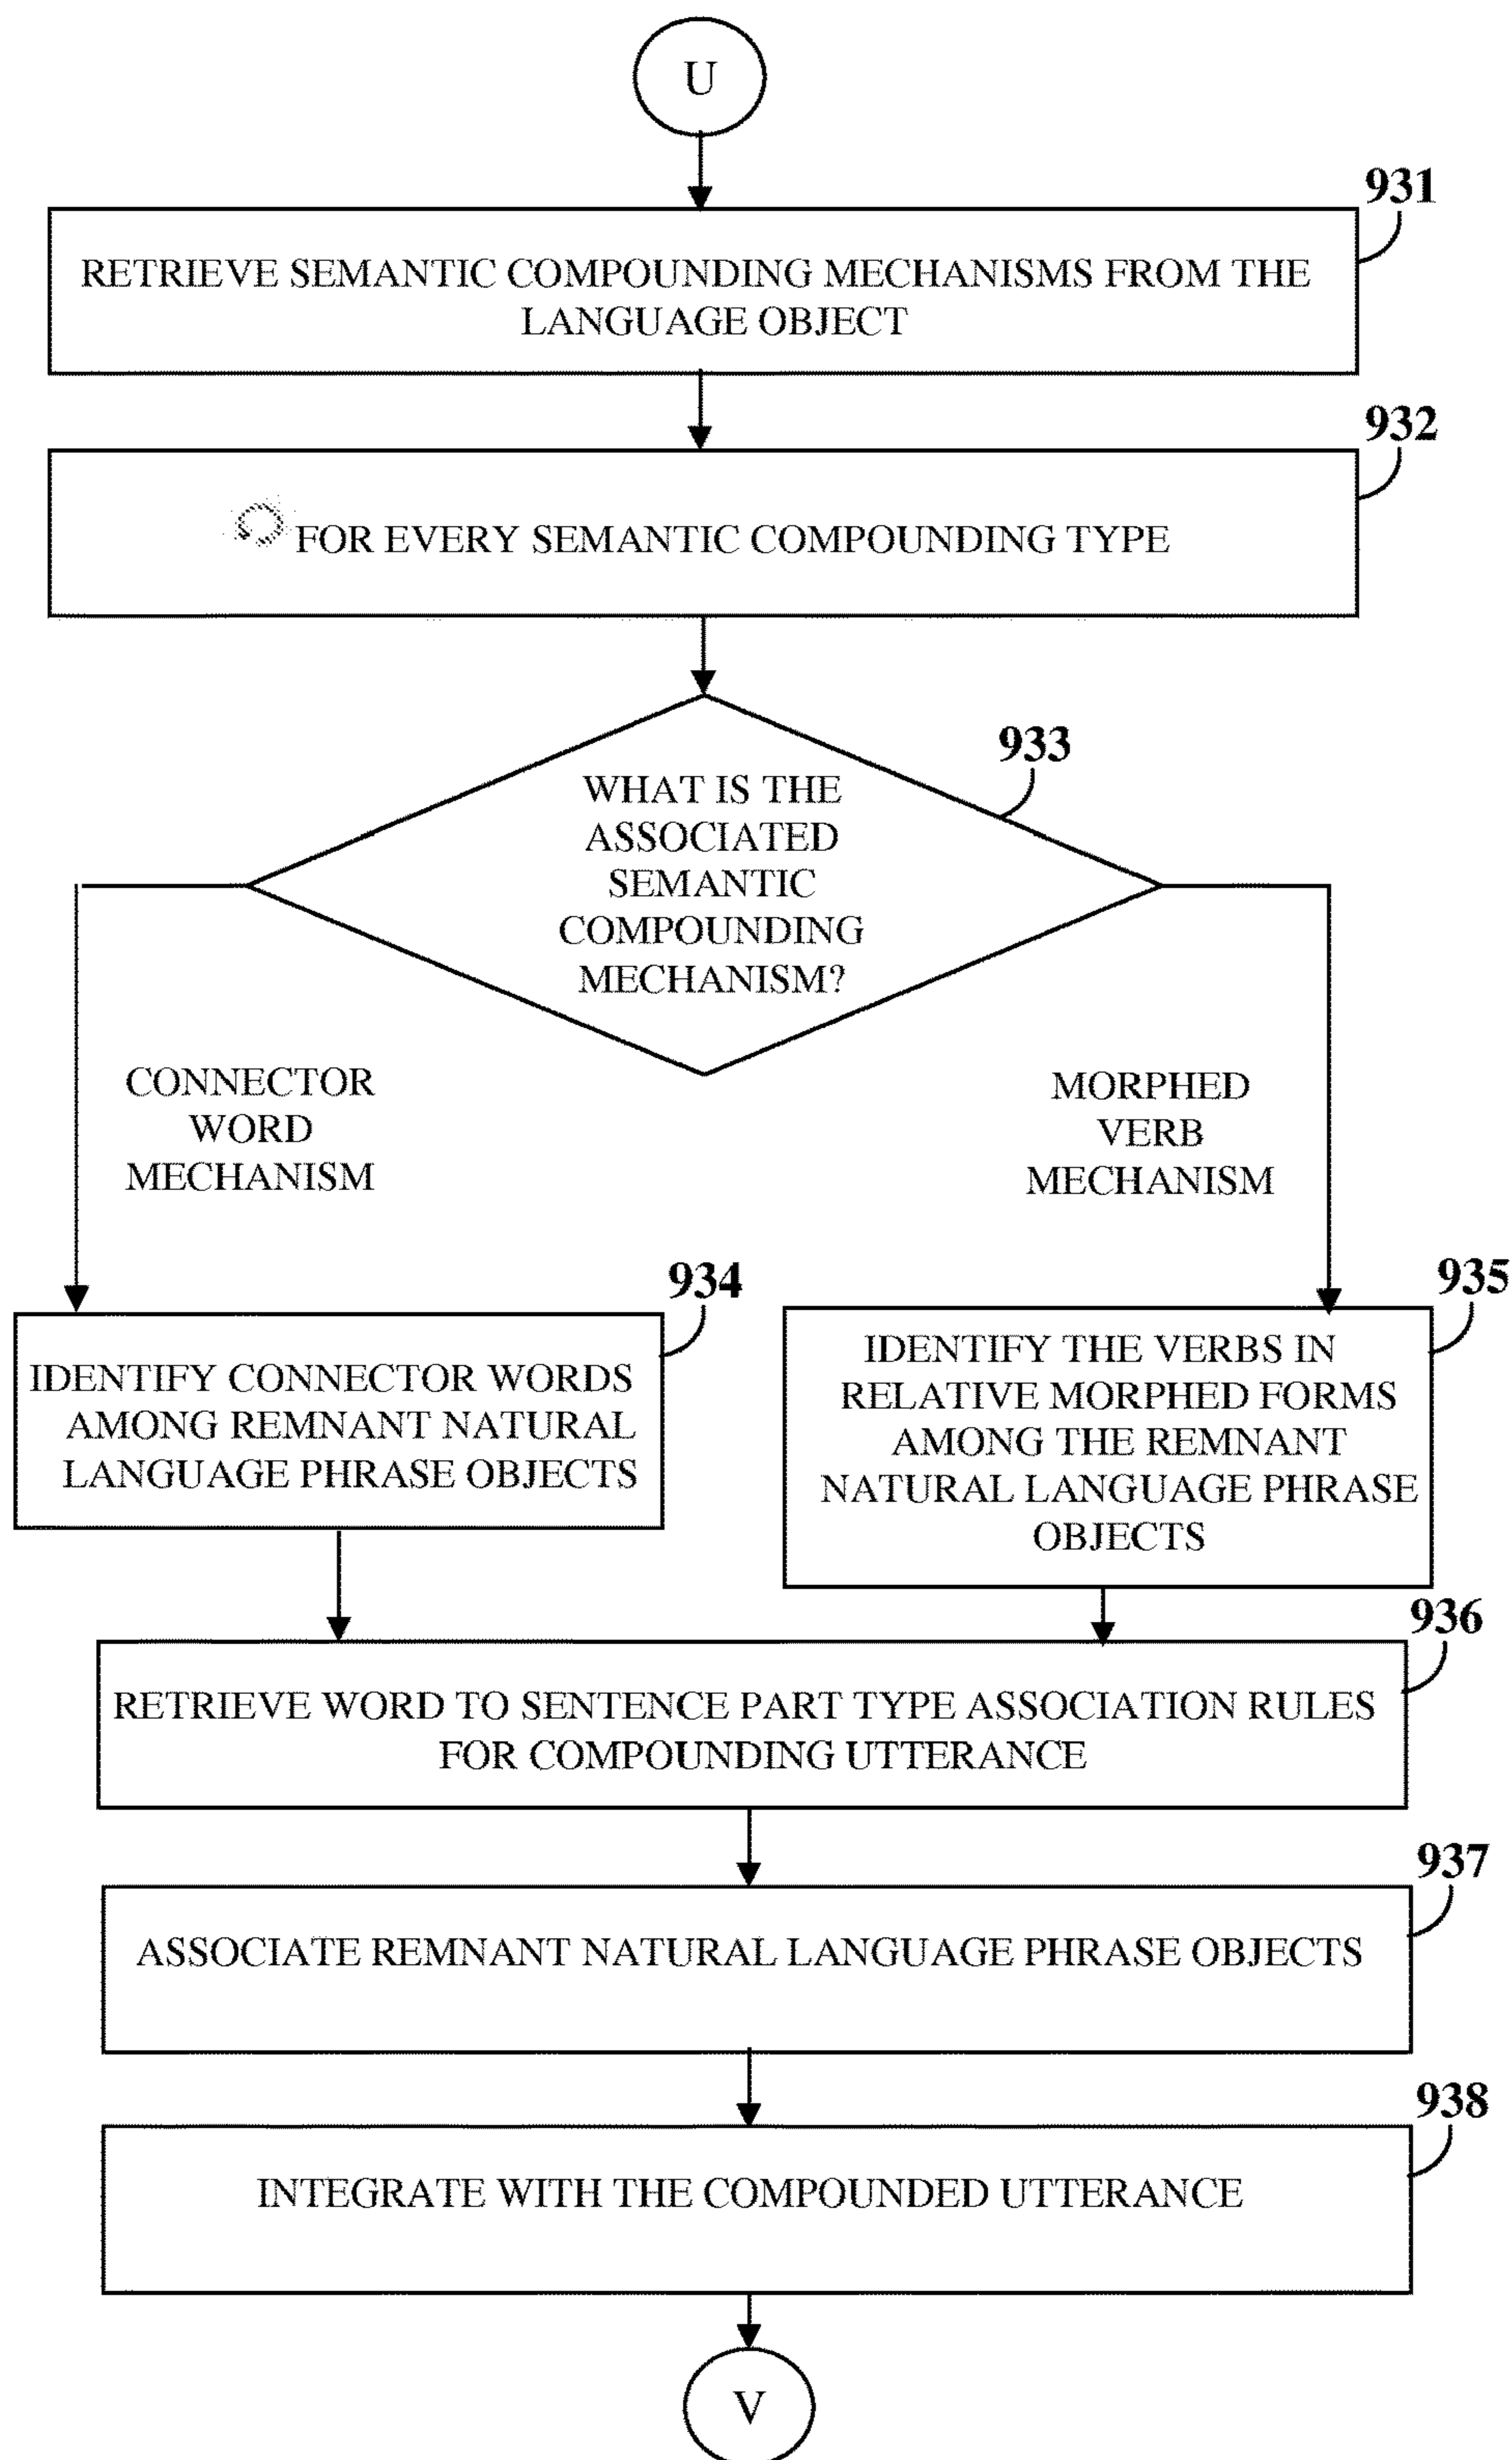 U
931
RETRIEVE SEMANTIC COMPOUNDING MECHANISMS FROM THE
LANGUAGE OBJECT
932
FOR EVERY SEMANTIC COMPOUNDING TYPE
933
WHAT IS THE
ASSOCIATED
SEMANTIC
COMPOUNDING
MECHANISM?
CONNECTOR
WORD
MECHANISM
MORPHED
VERB
MECHANISM
934
IDENTIFY CONNECTOR WORDS
AMONG REMNANT NATURAL
LANGUAGE PHRASE OBJECTS
935
IDENTIFY THE VERBS IN
RELATIVE MORPHED FORMS
AMONG THE REMNANT
NATURAL LANGUAGE PHRASE
OBJECTS
936
RETRIEVE WORD TO SENTENCE PART TYPE ASSOCIATION RULES
FOR COMPOUNDING UTTERANCE
937
ASSOCIATE REMNANT NATURAL LANGUAGE PHRASE OBJECTS
938
INTEGRATE WITH THE COMPOUNDED UTTERANCE
V